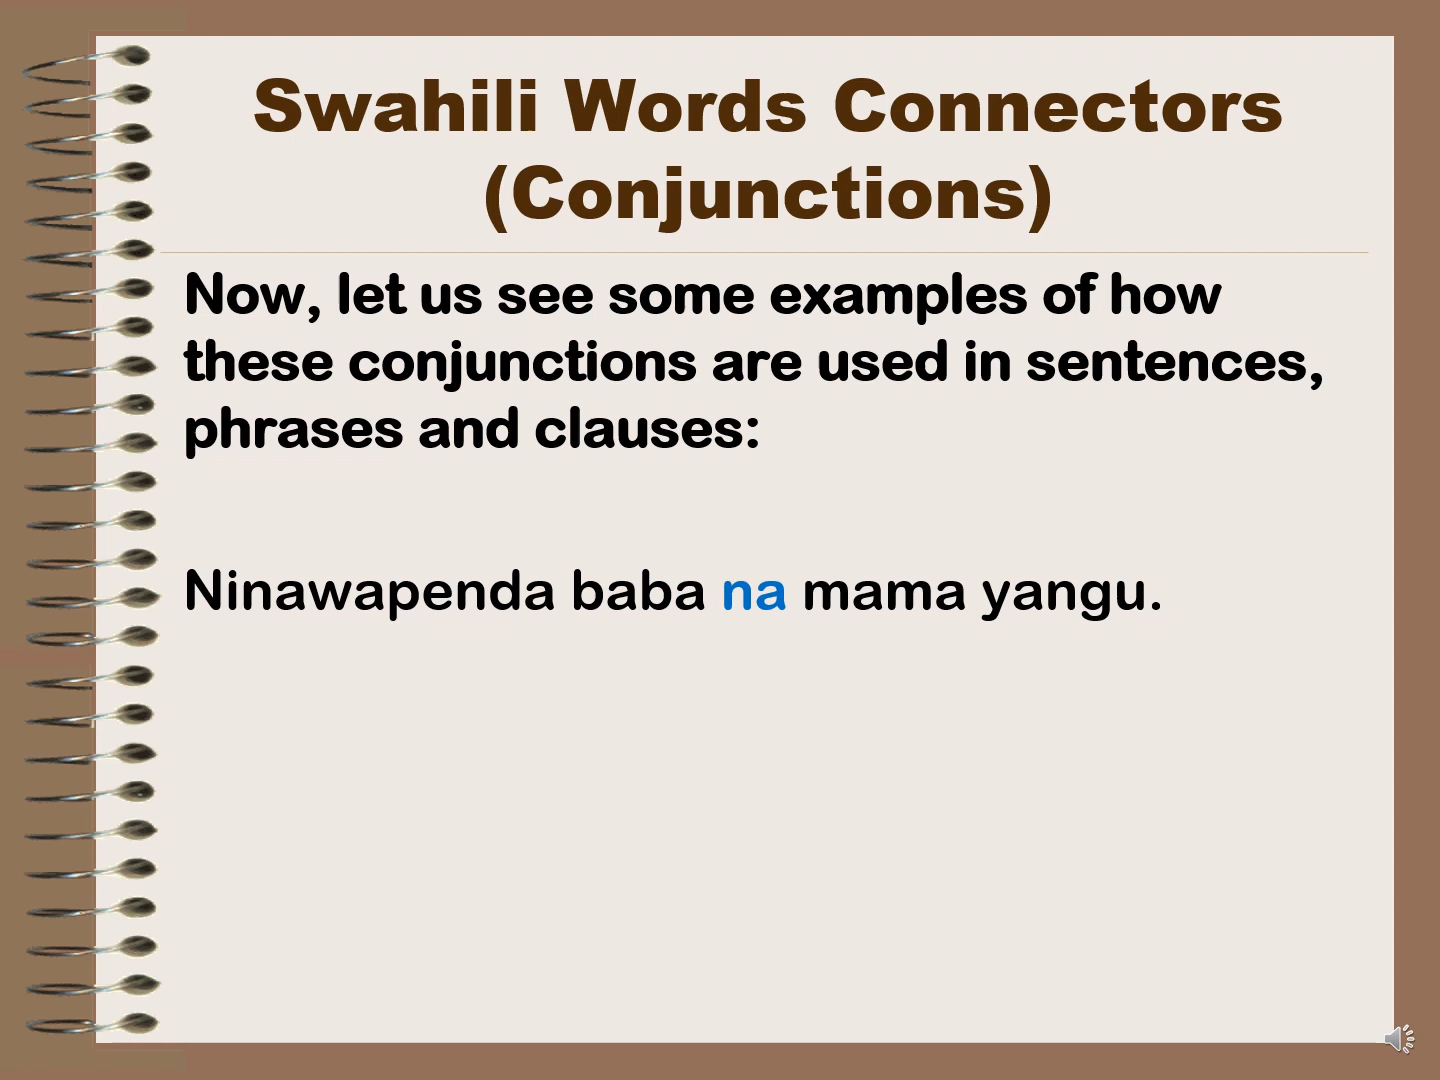 Swahili Words Connectors
(Conjunctions)
Now, let us see some examples of how
these conjunctions are used in sentences,
phrases and clauses:
Ninawapenda baba na mama yangu.